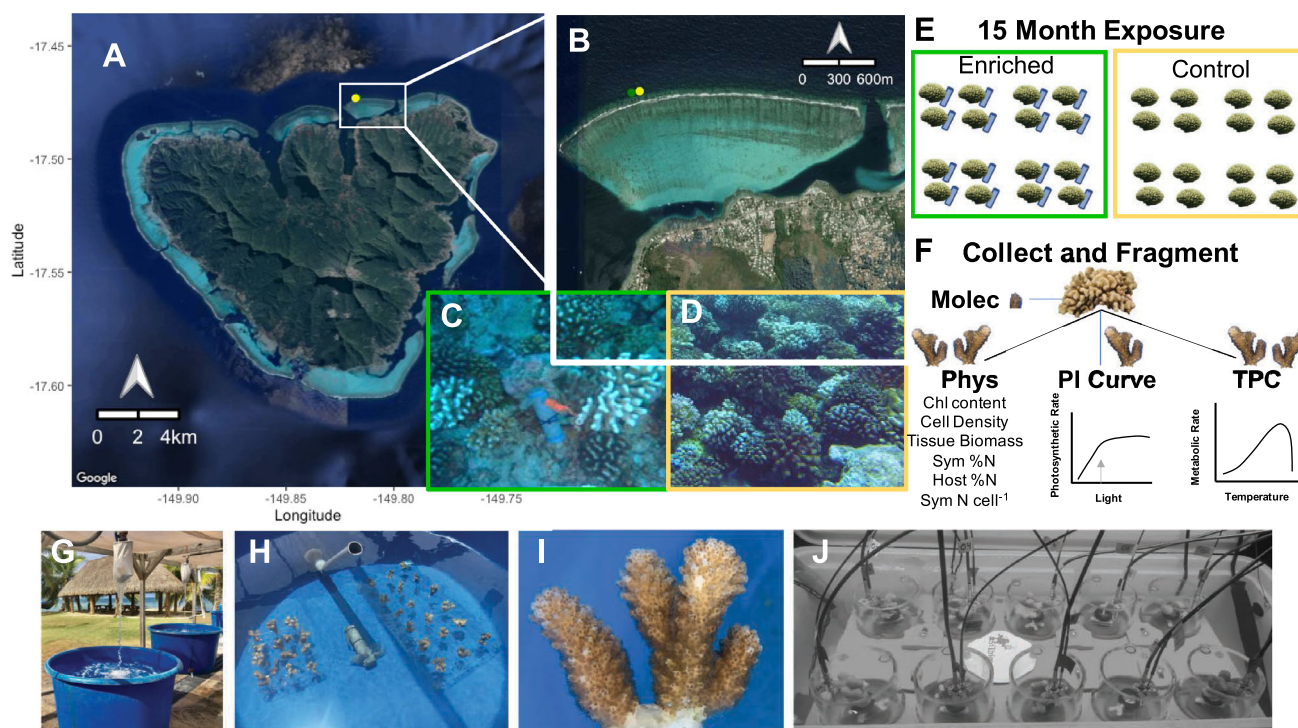 A
-17.45
-17.50
-17.55
-17.60
Latitude
0 2 4km
Google
-149.90
-149.85
-149.80
-149.75
Longitude
B
0 300 600m
C
D
E 15 Month Exposure
Enriched
Control
F Collect and Fragment
Molec
Phys
Chl content
Cell Density
Tissue Biomass
Sym %N
Host %N
Sym N cell-1
PI Curve
Photosynthetic Rate
Light
TPC
Metabolic Rate
Temperature
G
H
I
J